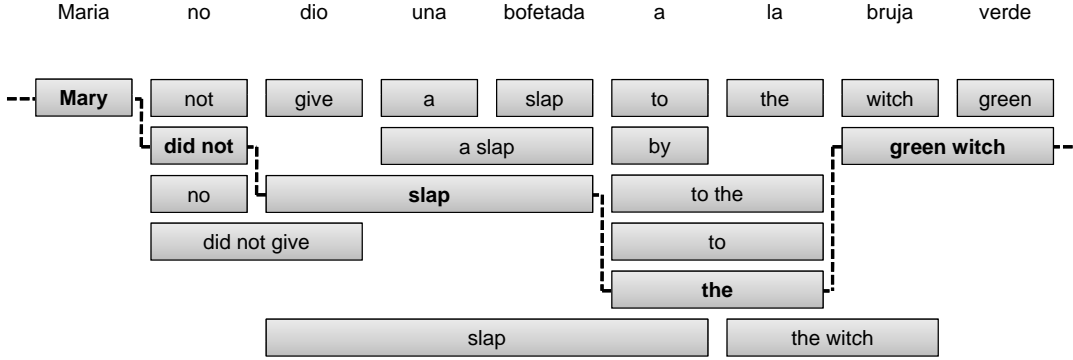 Maria no dio una bofetada a la bruja verde
Mary not give a slap to the witch green
did not a slap by green witch
no slap to the
did not give to
the
slap the witch